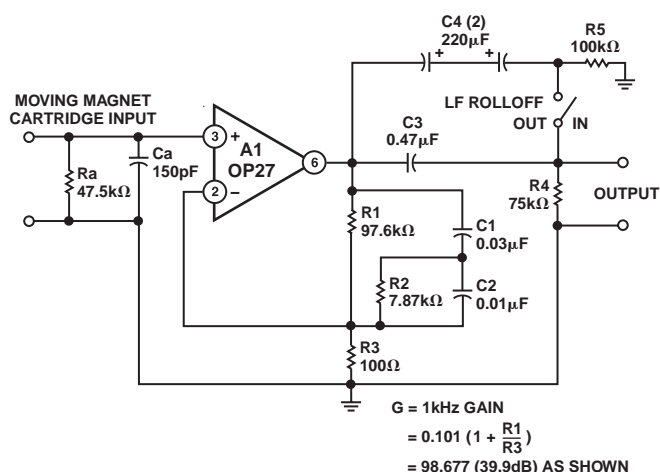 C4 (2)
220μF
+
+
R5
100kΩ
MOVING MAGNET
CARTRIDGE INPUT
LF ROLLOFF
OUT
IN
C3
0.47μF
Ra
47.5kΩ
Ca
150pF
3
+
A1
OP27
6
2
–
R4
75kΩ
OUTPUT
R1
97.6kΩ
C1
0.03μF
R2
7.87kΩ
C2
0.01μF
R3
100Ω
G = 1kHz GAIN
= 0.101 (1 + R1/R3)
= 98.677 (39.9dB) AS SHOWN